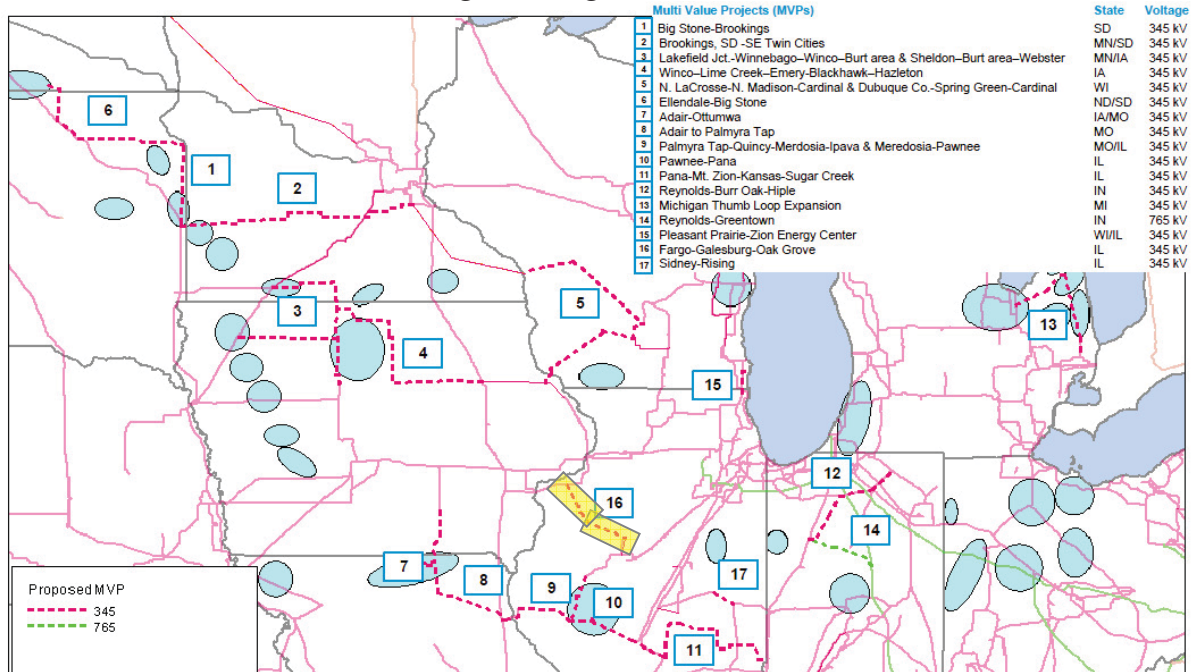 Multi Value Projects (MVPs) State Voltage
1 Big Stone-Brookings SD 345 kV
2 Brookings, SD -SE Twin Cities MN/SD 345 kV
3 Lakefield Jct.-Winnebago–Winco–Burt area & Sheldon–Burt area–Webster MN/IA 345 kV
4 Winco–Lime Creek–Emery-Blackhawk–Hazleton IA 345 kV
5 N. LaCrosse-N. Madison-Cardinal & Dubuque Co.-Spring Green-Cardinal WI 345 kV
6 Ellendale-Big Stone ND/SD 345 kV
7 Adair-Ottumwa IA/MO 345 kV
8 Adair to Palmyra Tap MO 345 kV
9 Palmyra Tap-Quincy-Merdosia-Ipava & Meredosia-Pawnee MO/IL 345 kV
10 Pawnee-Pana IL 345 kV
11 Pana-Mt. Zion-Kansas-Sugar Creek IL 345 kV
12 Reynolds-Burr Oak-Hiple IN 345 kV
13 Michigan Thumb Loop Expansion MI 345 kV
14 Reynolds-Greentown IN 765 kV
15 Pleasant Prairie-Zion Energy Center WI/IL 345 kV
16 Fargo-Galesburg-Oak Grove IL 345 kV
17 Sidney-Rising IL 345 kV
6
1
2
5
3
13
4
15
12
16
14
7
8
9
10
17
11
Proposed MVP
345
765